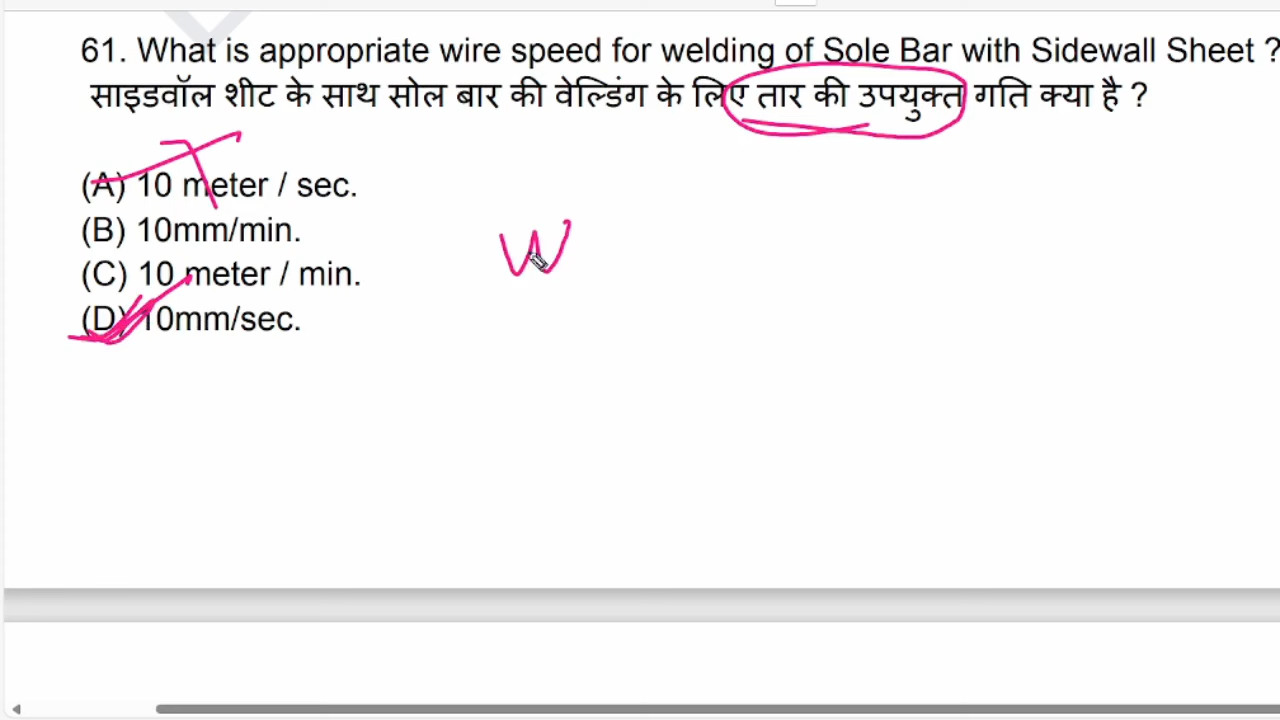 61. What is appropriate wire speed for welding of Sole Bar with Sidewall Sheet ?
साइडवॉल शीट के साथ सोल बार की वेल्डिंग के लिए तार की उपयुक्त गति क्या है ?
(A) 10 meter / sec.
(B) 10mm/min.
(C) 10 meter / min.
(D) 10mm/sec.
W